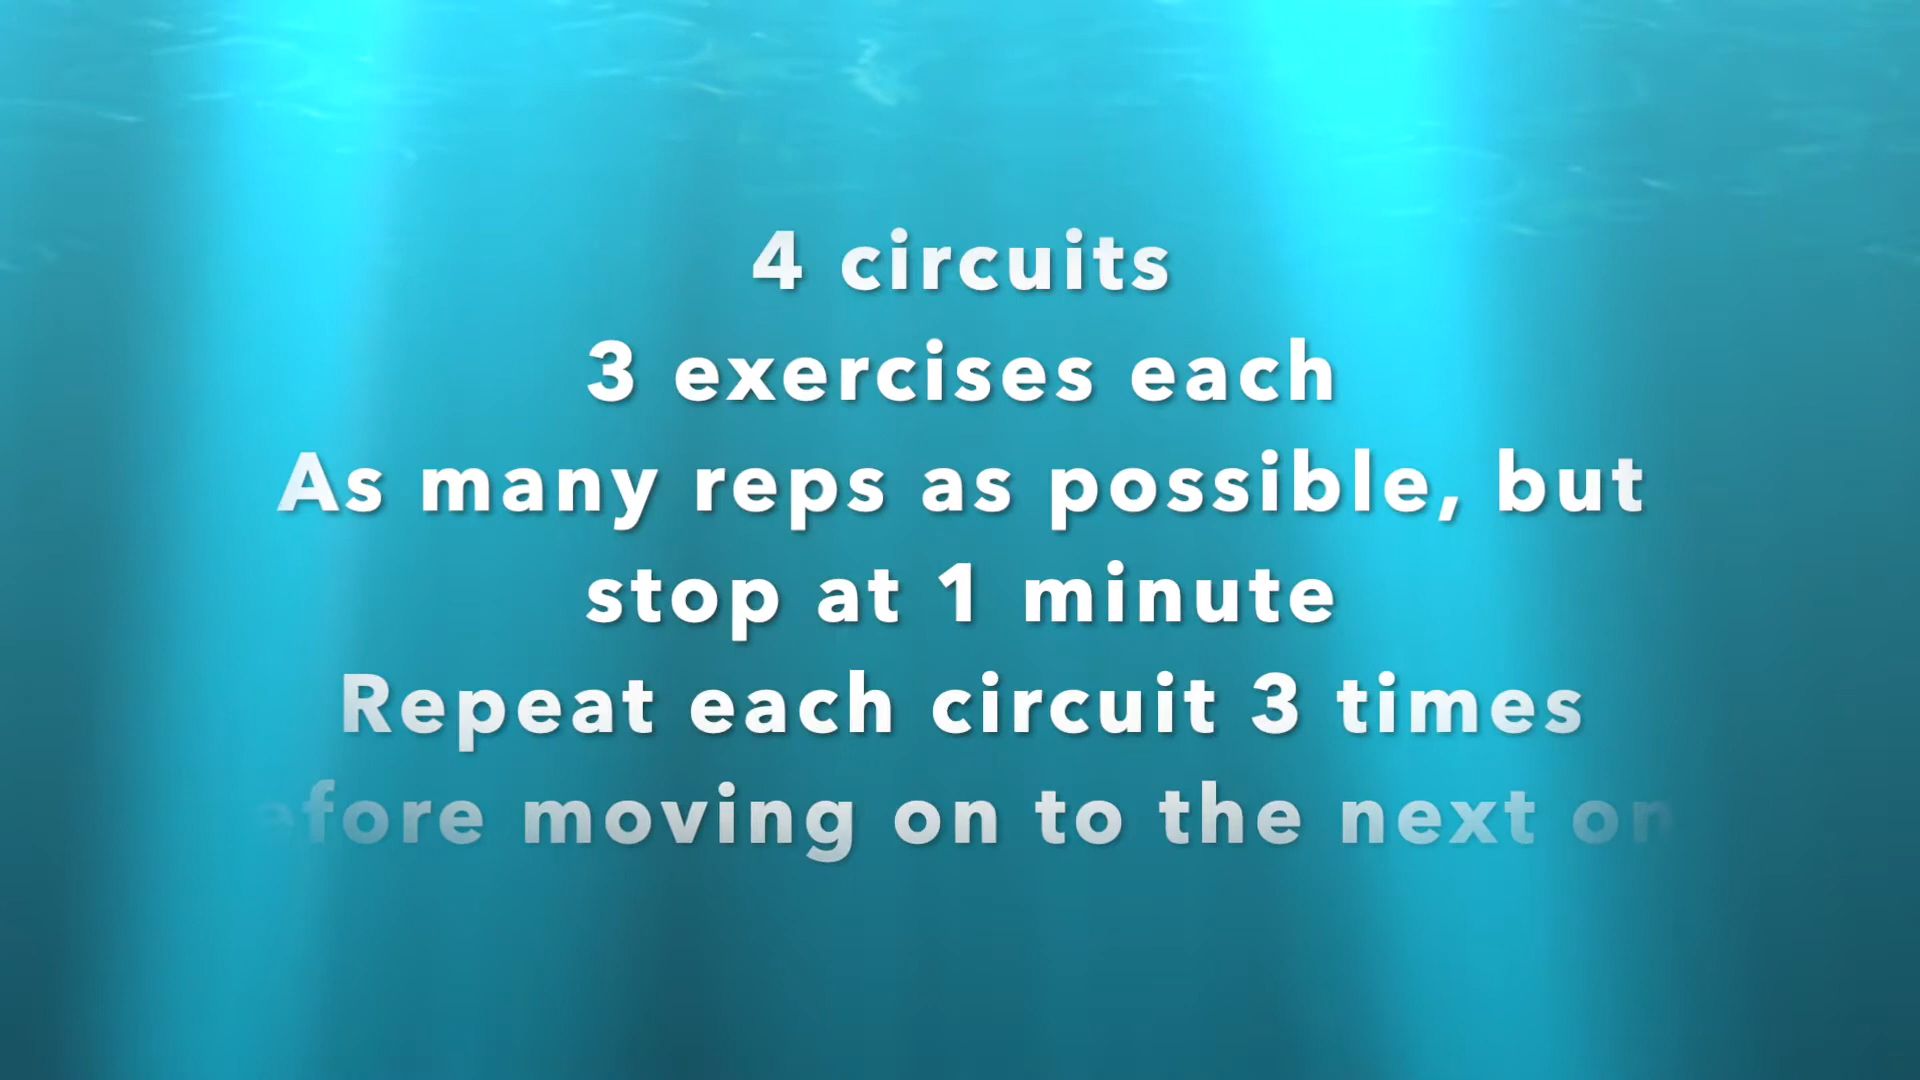 4 circuits
3 exercises each
As many reps as possible, but
stop at 1 minute
Repeat each circuit 3 times
moving on to the next